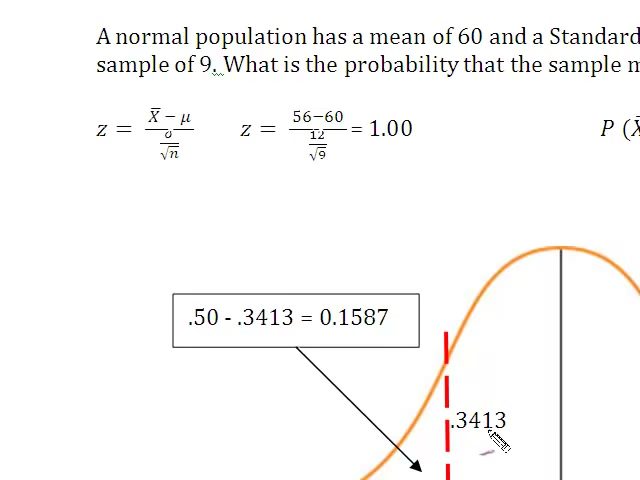 A normal population has a mean of 60 and a Standard
sample of 9. What is the probability that the sample m
z = X̅ − μ / σ/√n z = 56−60 / 12/√9 = 1.00 P (X̅
.50 - .3413 = 0.1587
.3413